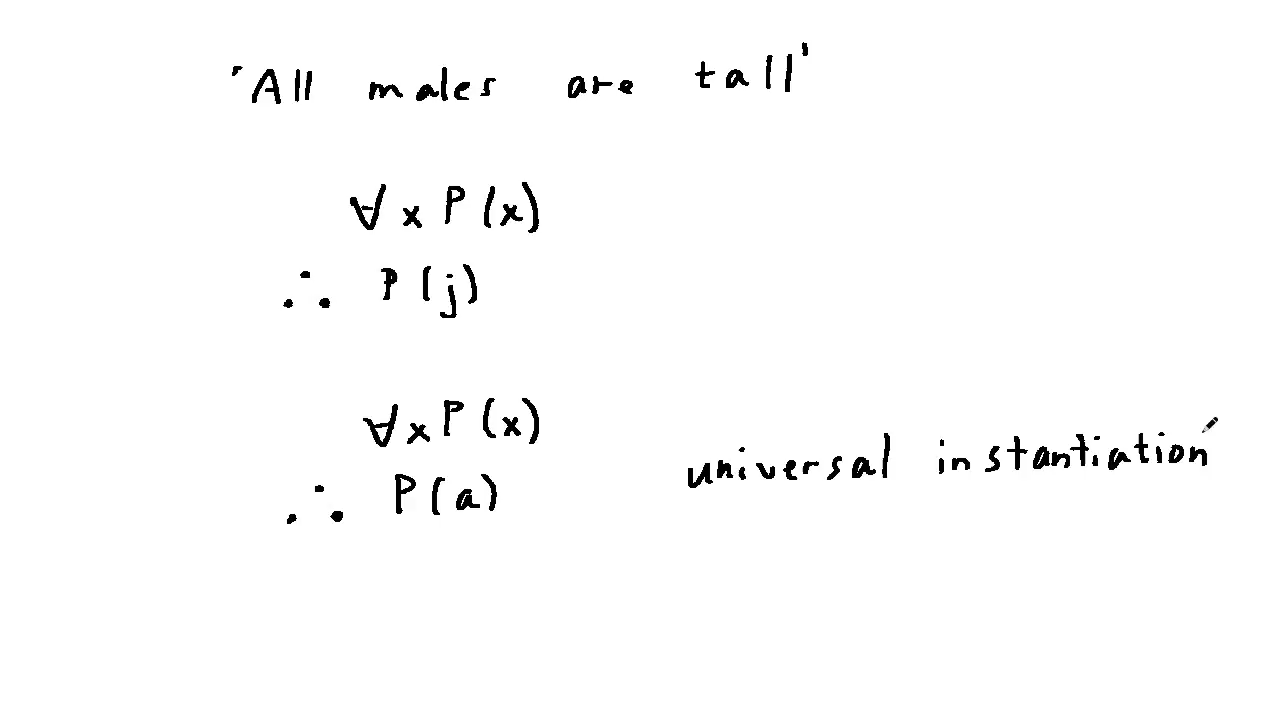 'All males are tall'
∀x P(x)
∴ P(j)
∀x P(x)
∴ P(a)
universal instantiation